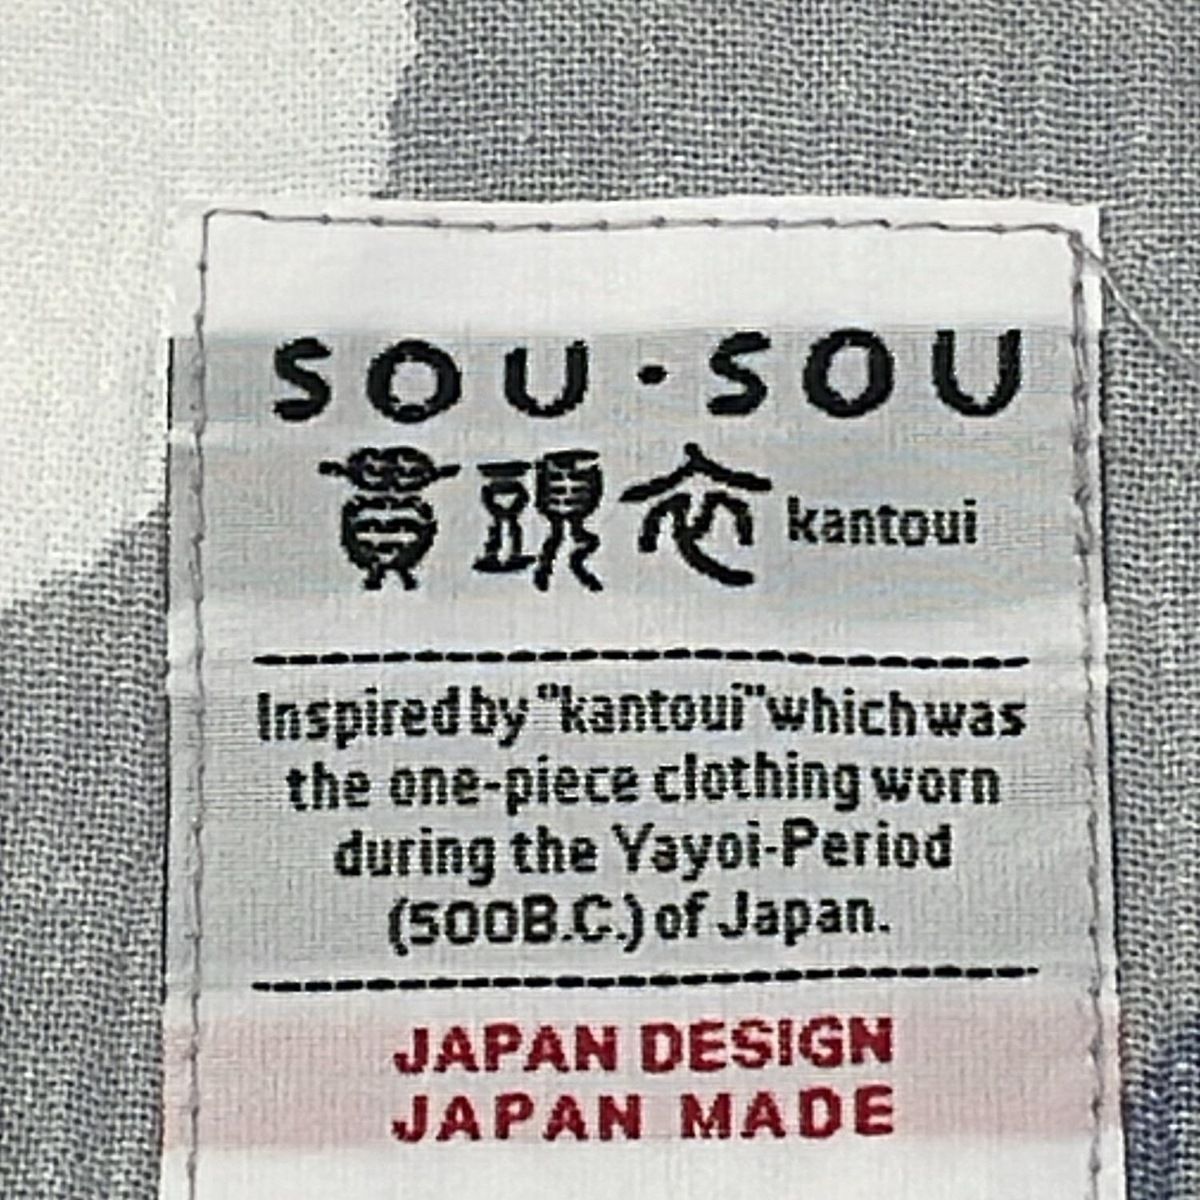 SOU・SOU
貫頭衣 kantoui
Inspired by "kantoui" which was
the one-piece clothing worn
during the Yayoi-Period
(500B.C.) of Japan.
JAPAN DESIGN
JAPAN MADE